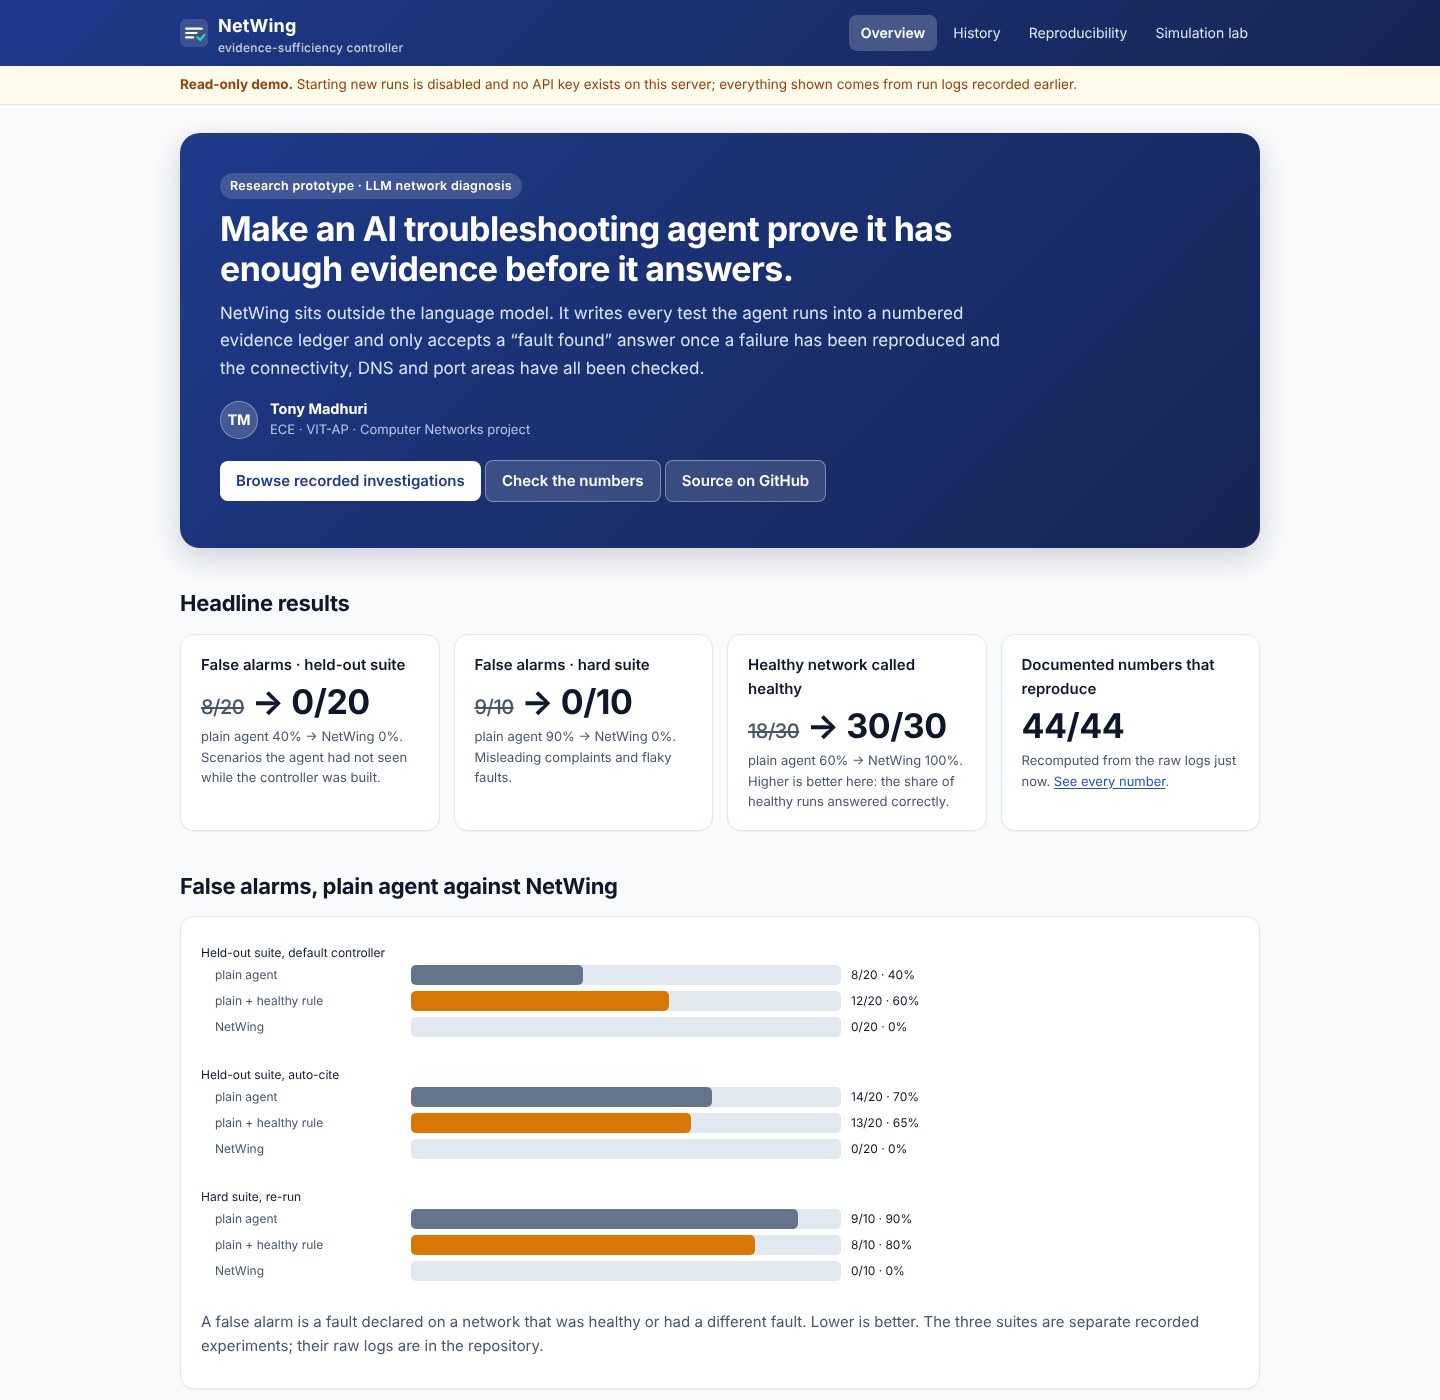 NetWing
evidence-sufficiency controller
Overview
History
Reproducibility
Simulation lab
Read-only demo. Starting new runs is disabled and no API key exists on this server; everything shown comes from run logs recorded earlier.
Research prototype · LLM network diagnosis
Make an AI troubleshooting agent prove it has
enough evidence before it answers.
NetWing sits outside the language model. It writes every test the agent runs into a numbered
evidence ledger and only accepts a “fault found” answer once a failure has been reproduced and
the connectivity, DNS and port areas have all been checked.
TM
Tony Madhuri
ECE · VIT-AP · Computer Networks project
Browse recorded investigations
Check the numbers
Source on GitHub
Headline results
False alarms · held-out suite
8/20 → 0/20
plain agent 40% → NetWing 0%.
Scenarios the agent had not seen
while the controller was built.
False alarms · hard suite
9/10 → 0/10
plain agent 90% → NetWing 0%.
Misleading complaints and flaky
faults.
Healthy network called
healthy
18/30 → 30/30
plain agent 60% → NetWing 100%.
Higher is better here: the share of
healthy runs answered correctly.
Documented numbers that
reproduce
44/44
Recomputed from the raw logs just
now. See every number.
False alarms, plain agent against NetWing
Held-out suite, default controller
plain agent 8/20 · 40%
plain + healthy rule 12/20 · 60%
NetWing 0/20 · 0%
Held-out suite, auto-cite
plain agent 14/20 · 70%
plain + healthy rule 13/20 · 65%
NetWing 0/20 · 0%
Hard suite, re-run
plain agent 9/10 · 90%
plain + healthy rule 8/10 · 80%
NetWing 0/10 · 0%
A false alarm is a fault declared on a network that was healthy or had a different fault. Lower is better. The three suites are separate recorded
experiments; their raw logs are in the repository.